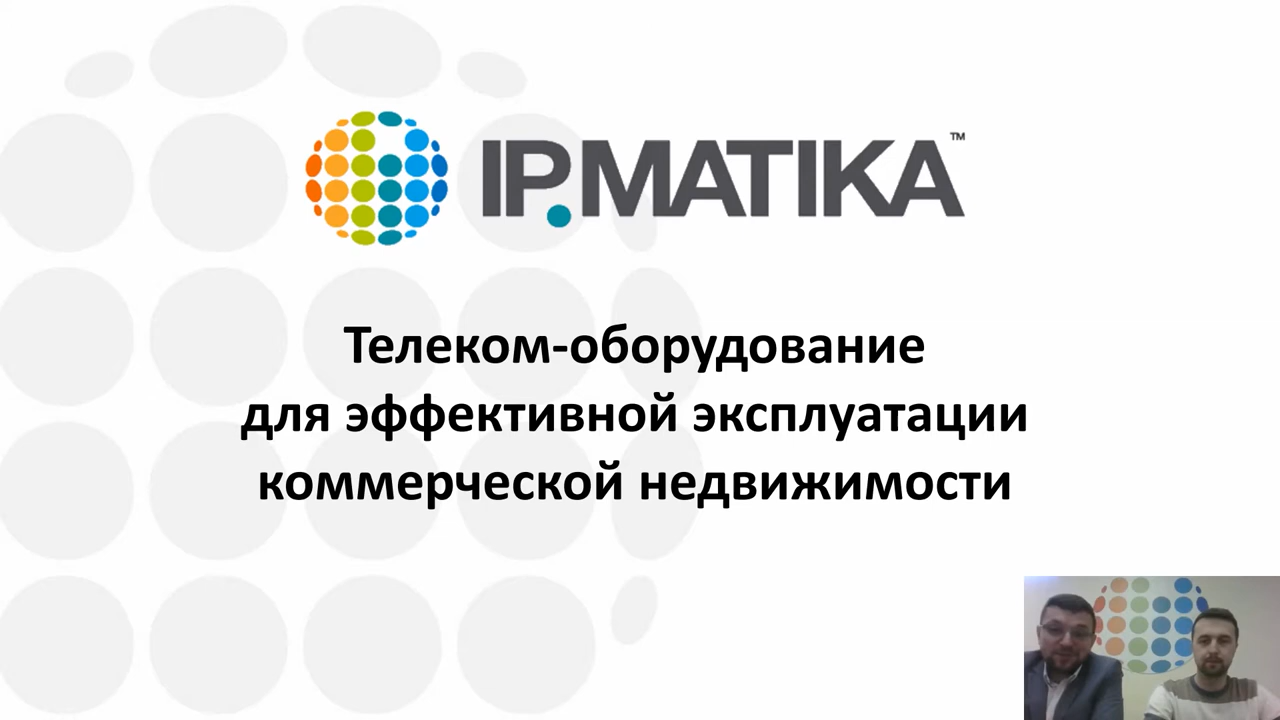 IP.MATIKA™
Телеком-оборудование
для эффективной эксплуатации
коммерческой недвижимости